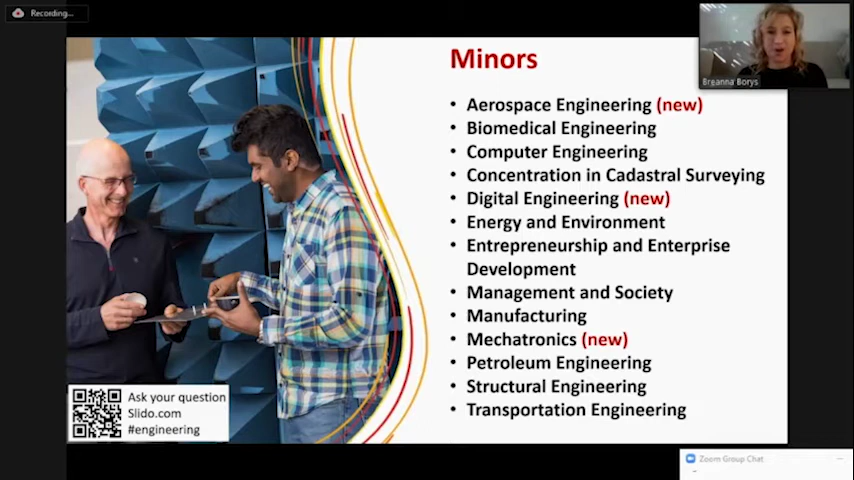 Recording...
Breanna Borys
Minors
• Aerospace Engineering (new)
• Biomedical Engineering
• Computer Engineering
• Concentration in Cadastral Surveying
• Digital Engineering (new)
• Energy and Environment
• Entrepreneurship and Enterprise
Development
• Management and Society
• Manufacturing
• Mechatronics (new)
• Petroleum Engineering
• Structural Engineering
• Transportation Engineering
Ask your question
Slido.com
#engineering
Zoom Group Chat